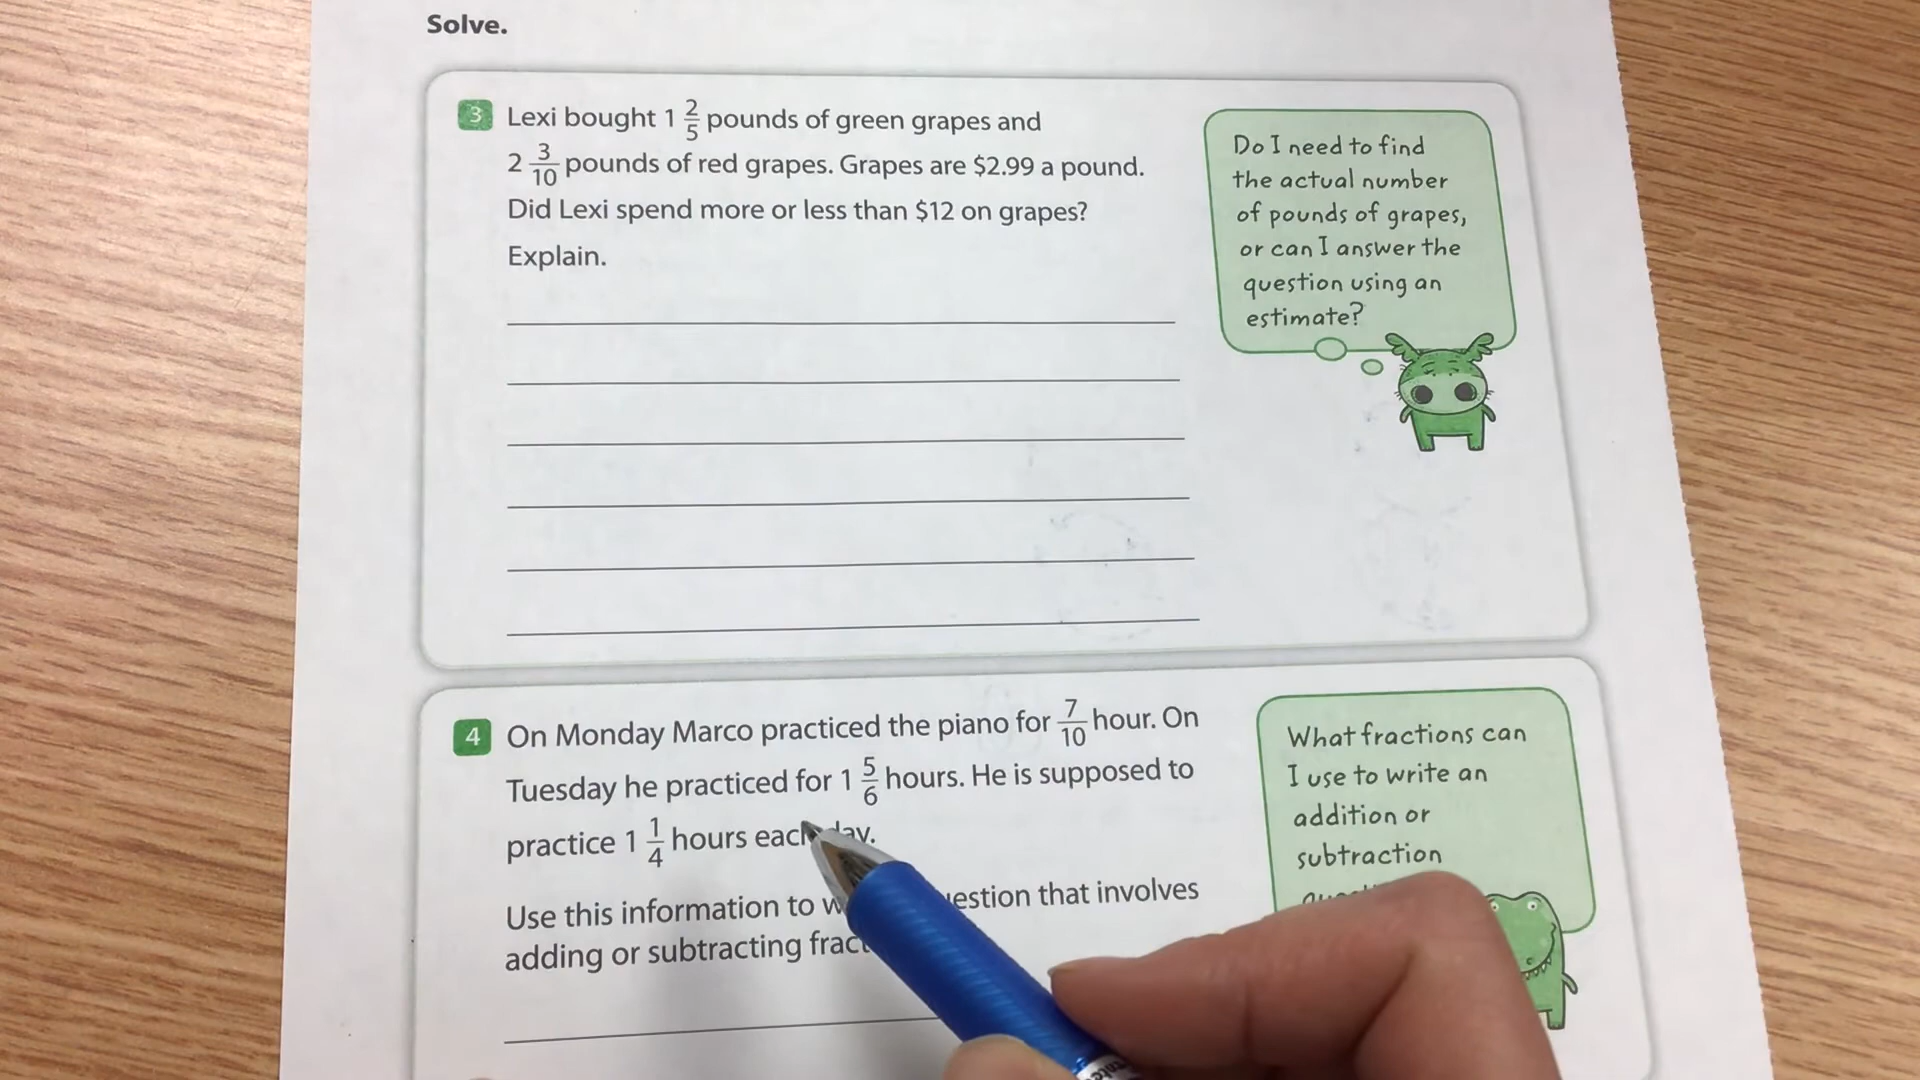 Solve.
3 Lexi bought 1 2/5 pounds of green grapes and
2 3/10 pounds of red grapes. Grapes are $2.99 a pound.
Did Lexi spend more or less than $12 on grapes?
Explain.
Do I need to find
the actual number
of pounds of grapes,
or can I answer the
question using an
estimate?
4 On Monday Marco practiced the piano for 7/10 hour. On
Tuesday he practiced for 1 5/6 hours. He is supposed to
practice 1 1/4 hours each day.
Use this information to
that involves
adding or subtracting
What fractions can
I use to write an
addition or
subtraction